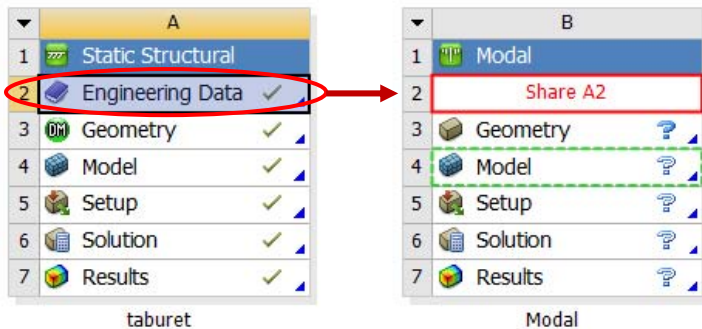 A
1 Static Structural
2 Engineering Data
3 DM Geometry
4 Model
5 Setup
6 Solution
7 Results
taburet
B
1 Modal
2 Share A2
3 Geometry ?
4 Model ?
5 Setup ?
6 Solution ?
7 Results ?
Modal